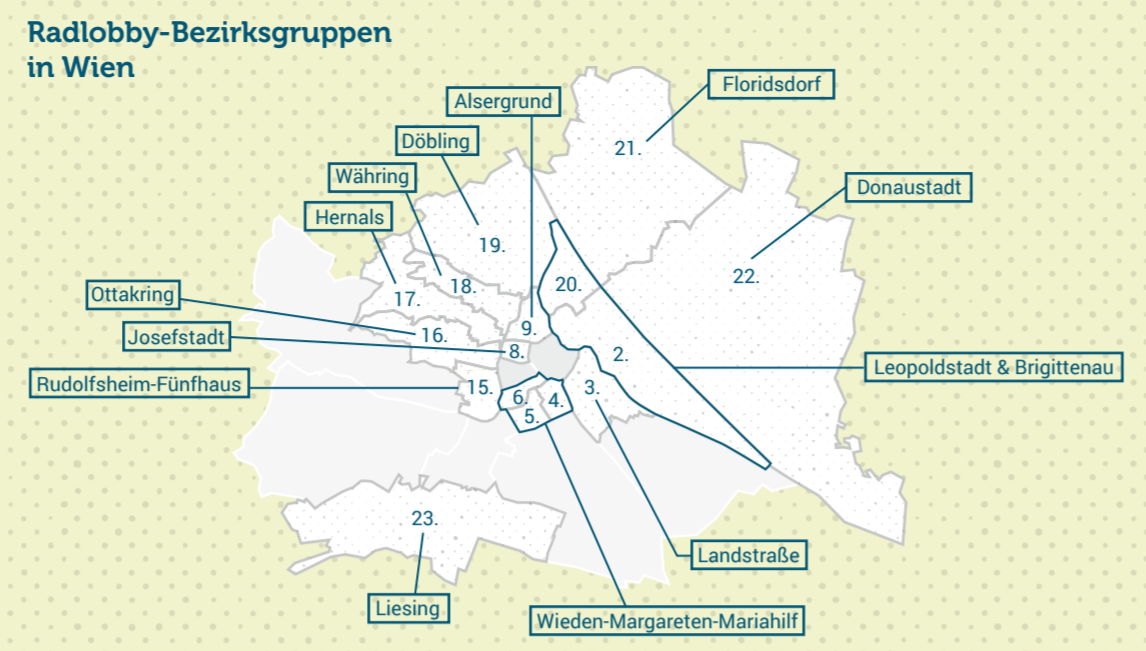 Radlobby-Bezirksgruppen
in Wien
Floridsdorf
Alsergrund
Döbling
21.
Währing
Donaustadt
Hernals
19.
22.
18.
20.
17.
Ottakring
9.
16.
Josefstadt
8.
2.
Leopoldstadt & Brigittenau
Rudolfsheim-Fünfhaus
15.
3.
6.
4.
5.
23.
Landstraße
Liesing
Wieden-Margareten-Mariahilf